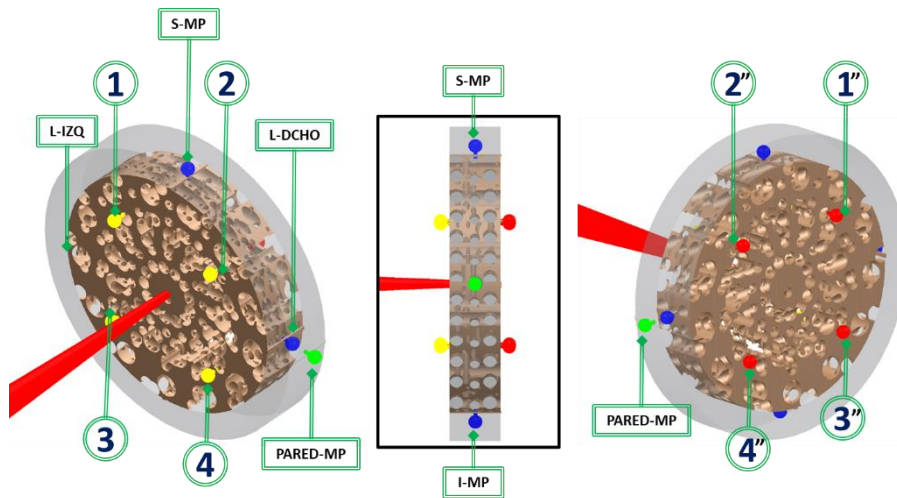 S-MP
1
2
L-IZQ
L-DCHO
3
4
PARED-MP
S-MP
I-MP
2”
1”
PARED-MP
3”
4”